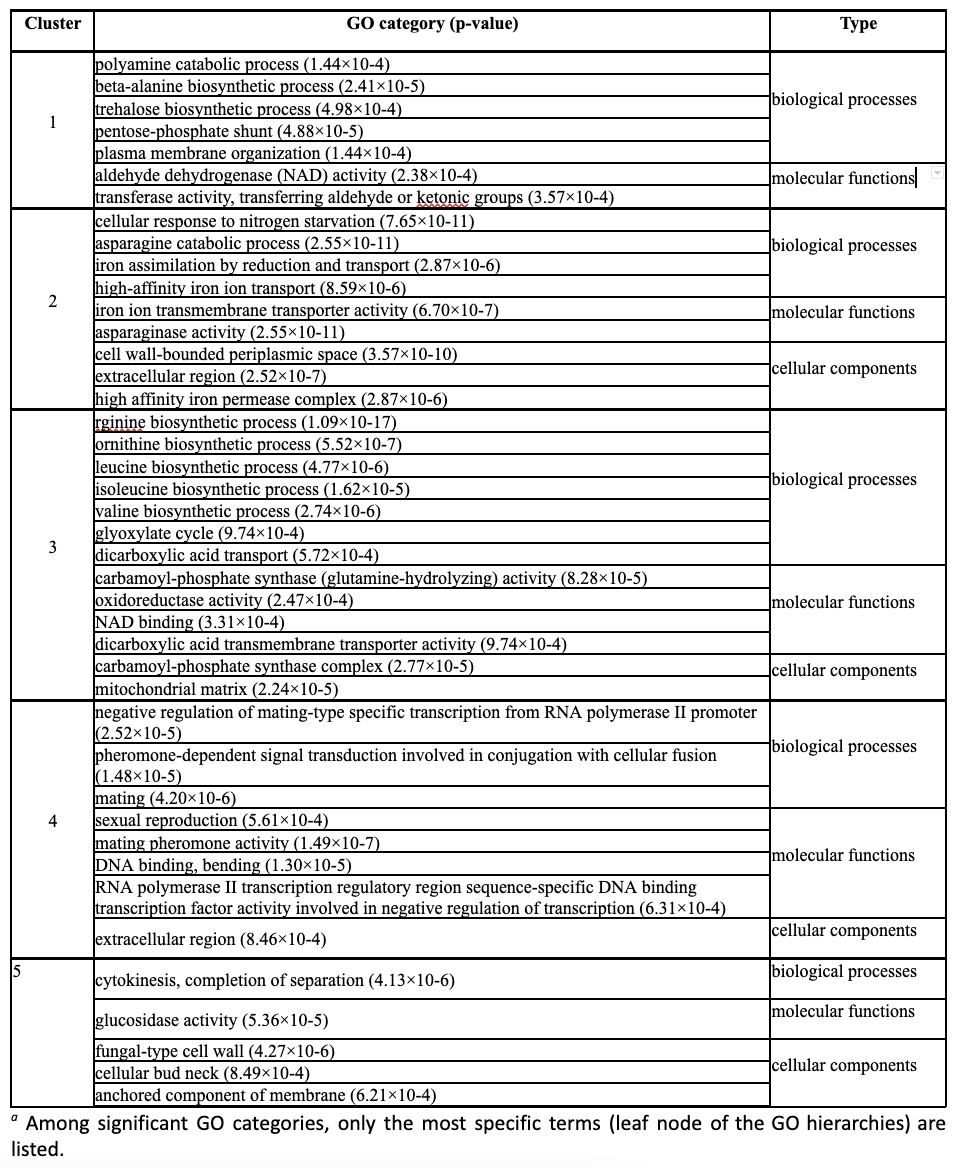 Cluster GO category (p-value) Type
polyamine catabolic process (1.44×10-4)
beta-alanine biosynthetic process (2.41×10-5)
biological processes
trehalose biosynthetic process (4.98×10-4)
1
pentose-phosphate shunt (4.88×10-5)
plasma membrane organization (1.44×10-4)
aldehyde dehydrogenase (NAD) activity (2.38×10-4)
molecular functions
transferase activity, transferring aldehyde or ketonic groups (3.57×10-4)
cellular response to nitrogen starvation (7.65×10-11)
asparagine catabolic process (2.55×10-11)
biological processes
iron assimilation by reduction and transport (2.87×10-6)
high-affinity iron ion transport (8.59×10-6)
2
iron ion transmembrane transporter activity (6.70×10-7)
molecular functions
asparaginase activity (2.55×10-11)
cell wall-bounded periplasmic space (3.57×10-10)
cellular components
extracellular region (2.52×10-7)
high affinity iron permease complex (2.87×10-6)
rginine biosynthetic process (1.09×10-17)
ornithine biosynthetic process (5.52×10-7)
leucine biosynthetic process (4.77×10-6)
biological processes
isoleucine biosynthetic process (1.62×10-5)
valine biosynthetic process (2.74×10-6)
glyoxylate cycle (9.74×10-4)
3
dicarboxylic acid transport (5.72×10-4)
carbamoyl-phosphate synthase (glutamine-hydrolyzing) activity (8.28×10-5)
oxidoreductase activity (2.47×10-4)
molecular functions
NAD binding (3.31×10-4)
dicarboxylic acid transmembrane transporter activity (9.74×10-4)
carbamoyl-phosphate synthase complex (2.77×10-5)
cellular components
mitochondrial matrix (2.24×10-5)
negative regulation of mating-type specific transcription from RNA polymerase II promoter
(2.52×10-5)
biological processes
pheromone-dependent signal transduction involved in conjugation with cellular fusion
(1.48×10-5)
mating (4.20×10-6)
4
sexual reproduction (5.61×10-4)
mating pheromone activity (1.49×10-7)
molecular functions
DNA binding, bending (1.30×10-5)
RNA polymerase II transcription regulatory region sequence-specific DNA binding
transcription factor activity involved in negative regulation of transcription (6.31×10-4)
extracellular region (8.46×10-4)
cellular components
5
cytokinesis, completion of separation (4.13×10-6)
biological processes
glucosidase activity (5.36×10-5)
molecular functions
fungal-type cell wall (4.27×10-6)
cellular components
cellular bud neck (8.49×10-4)
anchored component of membrane (6.21×10-4)
a Among significant GO categories, only the most specific terms (leaf node of the GO hierarchies) are
listed.